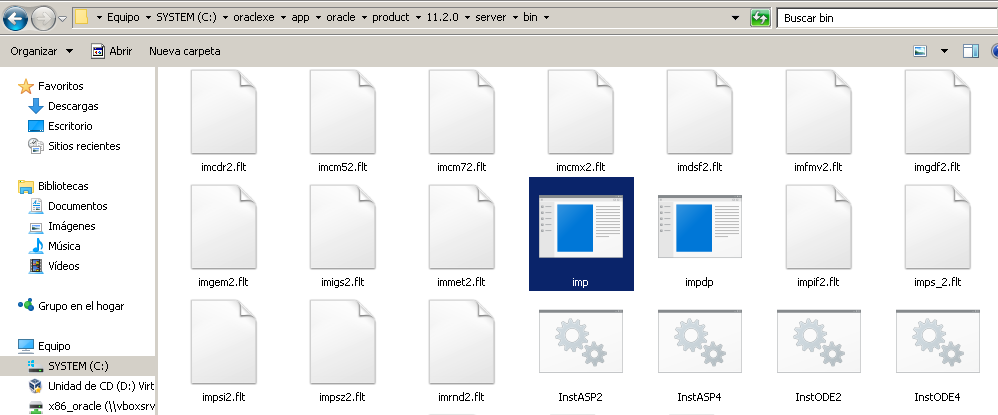 Equipo ▸ SYSTEM (C:) ▸ oraclexe ▸ app ▸ oracle ▸ product ▸ 11.2.0 ▸ server ▸ bin ▸
Buscar bin
Organizar Abrir Nueva carpeta
Favoritos
Descargas
Escritorio
Sitios recientes
Bibliotecas
Documentos
Imágenes
Música
Vídeos
Grupo en el hogar
Equipo
SYSTEM (C:)
Unidad de CD (D:) Virt
x86_oracle (\\vboxsrv
imcdr2.flt imcm52.flt imcm72.flt imcmx2.flt imdsf2.flt imfmv2.flt imgdf2.flt
imgem2.flt imigs2.flt immet2.flt imp impdp impif2.flt imps_2.flt
impsi2.flt impsz2.flt imrnd2.flt InstASP2 InstASP4 InstODE2 InstODE4